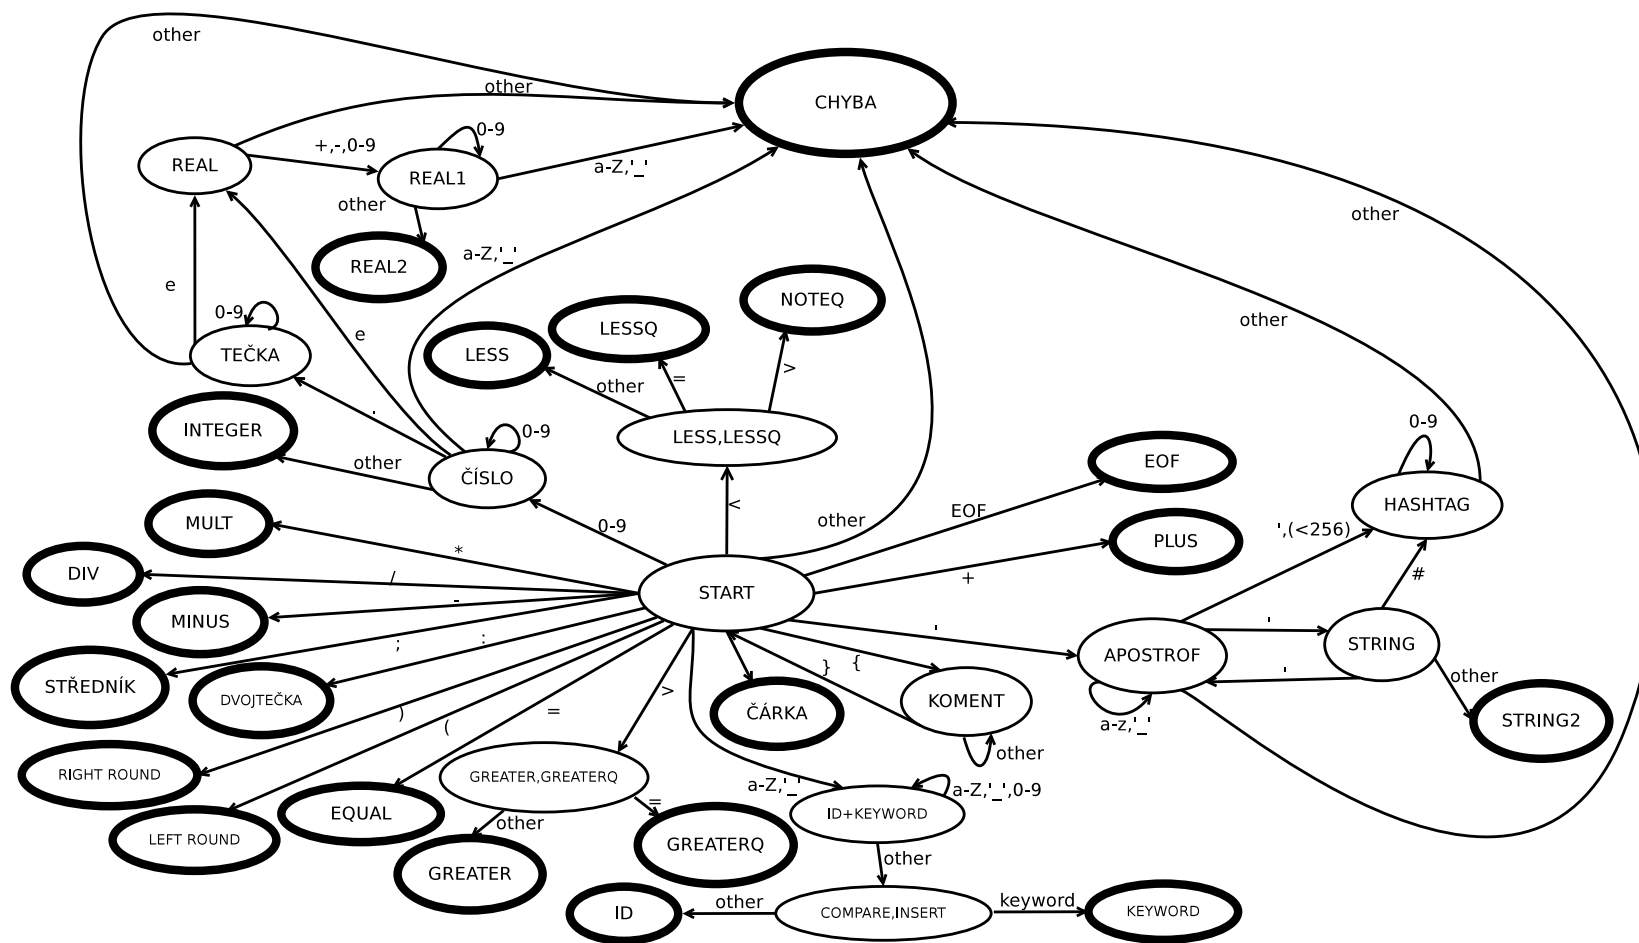 other
CHYBA
other
0-9
+,-,0-9
REAL
REAL1
a-Z,'_'
other
other
a-Z,'_'
REAL2
e
NOTEQ
0-9
LESSQ
other
TEČKA
e
LESS
other
=
>
.
INTEGER
0-9
LESS,LESSQ
0-9
other
ČÍSLO
EOF
HASHTAG
<
EOF
MULT
0-9
other
',(<256)
PLUS
*
DIV
/
START
+
#
-
MINUS
'
'
;
:
APOSTROF
STRING
}
{
'
other
STŘEDNÍK
DVOJTEČKA
>
KOMENT
)
=
ČÁRKA
a-z,'_'
STRING2
(
other
RIGHT ROUND
GREATER,GREATERQ
a-Z,'_'
a-Z,'_',0-9
=
EQUAL
other
ID+KEYWORD
LEFT ROUND
GREATERQ
other
GREATER
other
keyword
ID
COMPARE,INSERT
KEYWORD